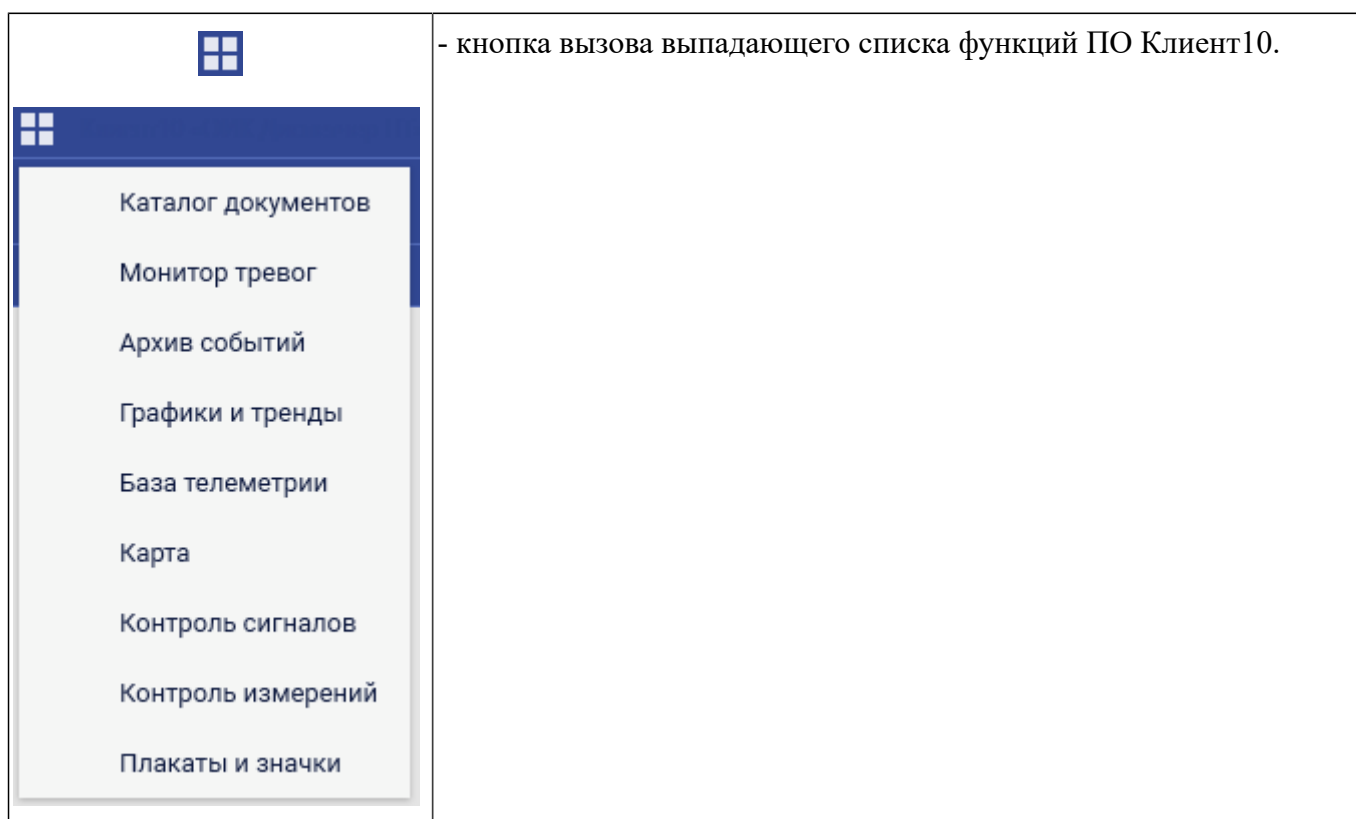 - кнопка вызова выпадающего списка функций ПО Клиент10.
Каталог документов
Монитор тревог
Архив событий
Графики и тренды
База телеметрии
Карта
Контроль сигналов
Контроль измерений
Плакаты и значки